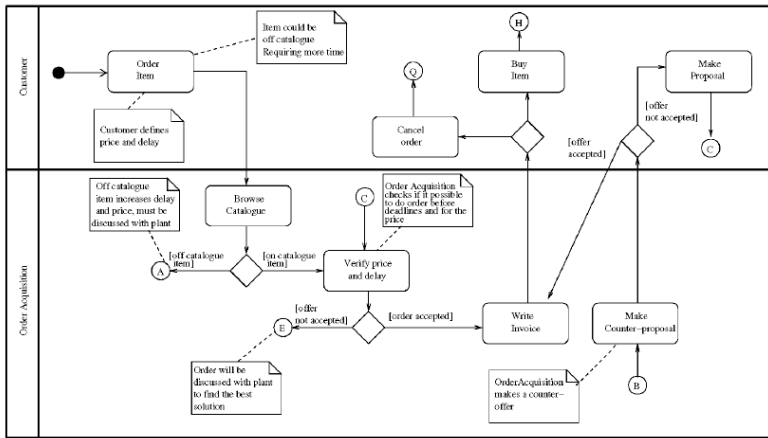 Customer
Order
Item
Item could be
off catalogue
Requiring more time
Customer defines
price and delay
Q
Cancel
order
H
Buy
Item
[offer
not accepted]
[offer
accepted]
Make
Proposal
C
Order Acquisition
Off catalogue
item increases delay
and price, must be
discussed with plant
Browse
Catalogue
[off catalogue
item]
A
[on catalogue
item]
C
Order Acquisition
checks if it possible
to do order before
deadlines and for the
price
Verify price
and delay
[offer
not accepted]
E
[order accepted]
Order will be
discussed with plant
to find the best
solution
Write
Invoice
Make
Counter-proposal
B
OrderAcquisition
makes a counter-
offer